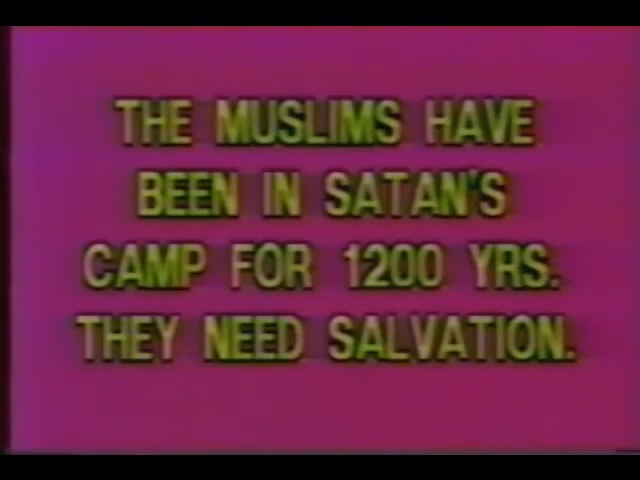 THE MUSLIMS HAVE
BEEN IN SATAN'S
CAMP FOR 1200 YRS.
THEY NEED SALVATION.